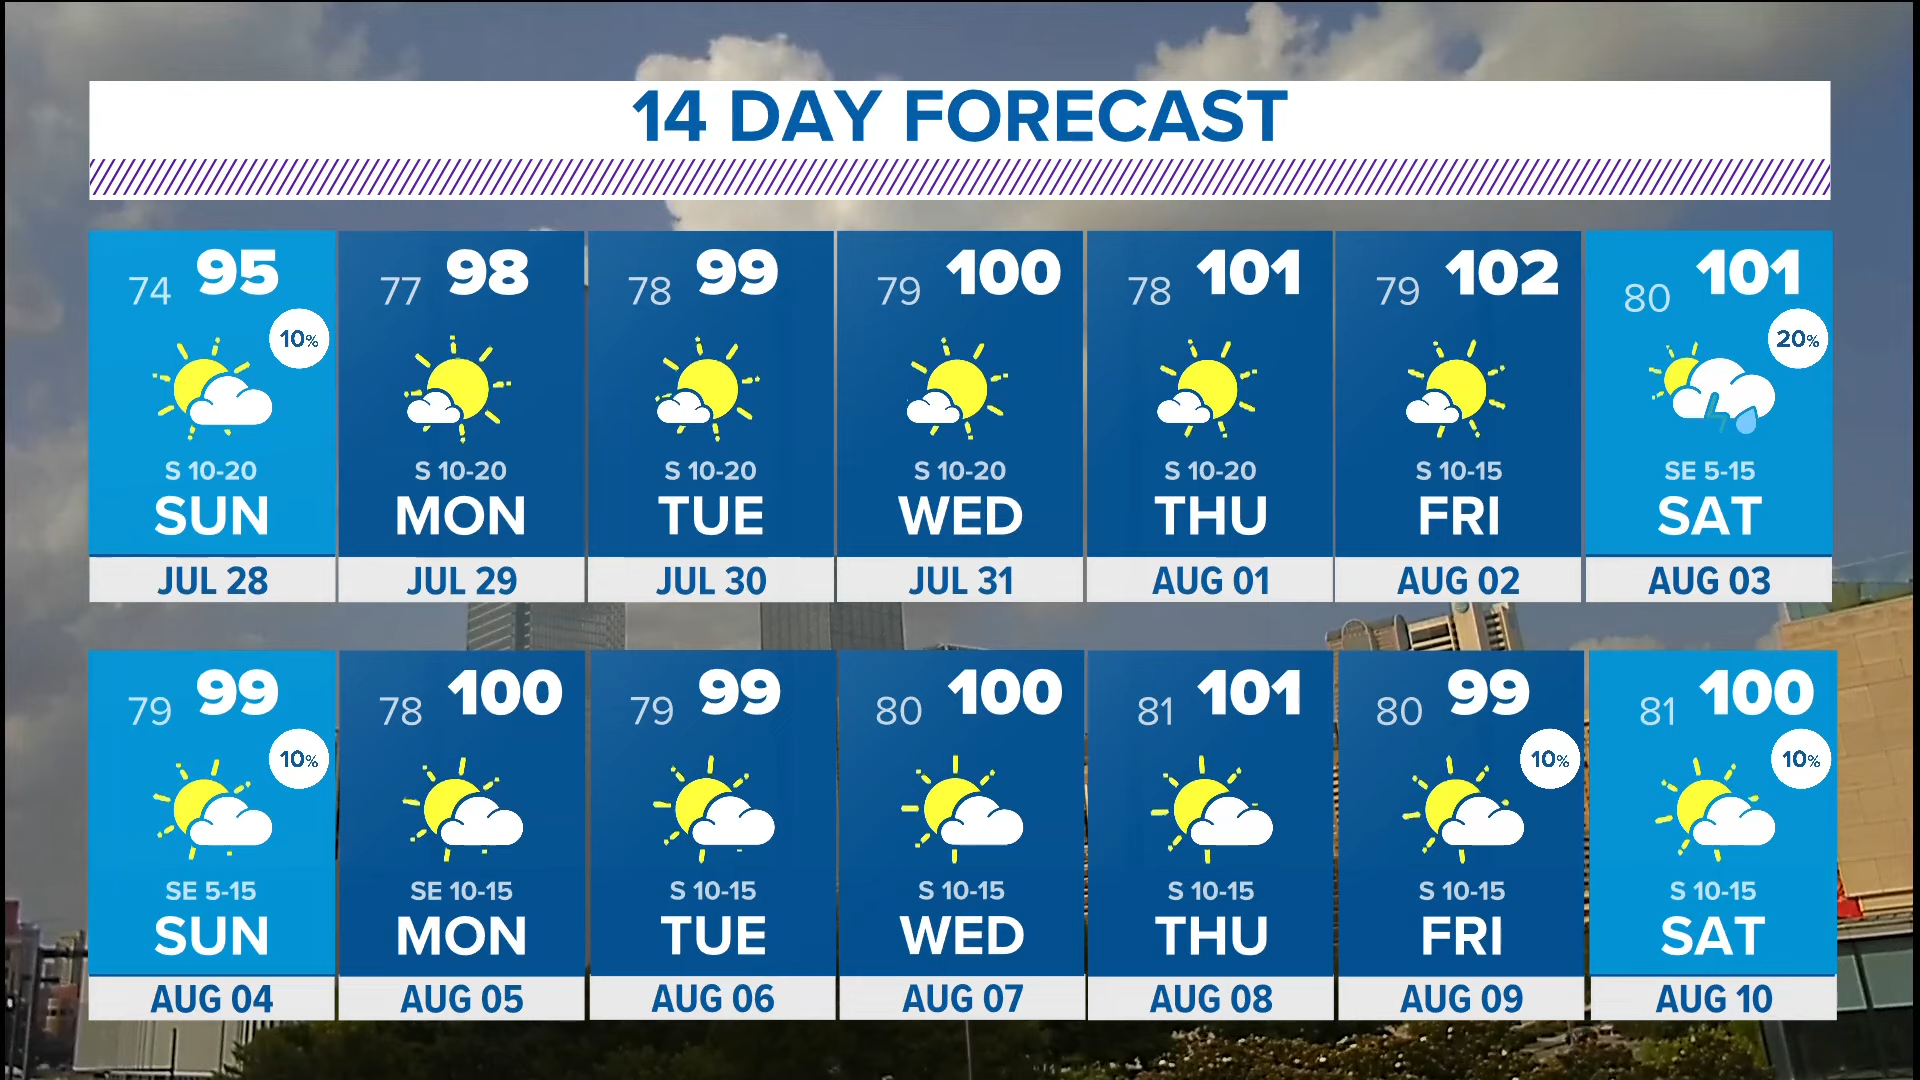 14 DAY FORECAST
74 95 77 98 78 99 79 100 78 101 79 102 80 101
10% 20%
S 10-20 S 10-20 S 10-20 S 10-20 S 10-20 S 10-15 SE 5-15
SUN MON TUE WED THU FRI SAT
JUL 28 JUL 29 JUL 30 JUL 31 AUG 01 AUG 02 AUG 03
79 99 78 100 79 99 80 100 81 101 80 99 81 100
10% 10% 10%
SE 5-15 SE 10-15 S 10-15 S 10-15 S 10-15 S 10-15 S 10-15
SUN MON TUE WED THU FRI SAT
AUG 04 AUG 05 AUG 06 AUG 07 AUG 08 AUG 09 AUG 10